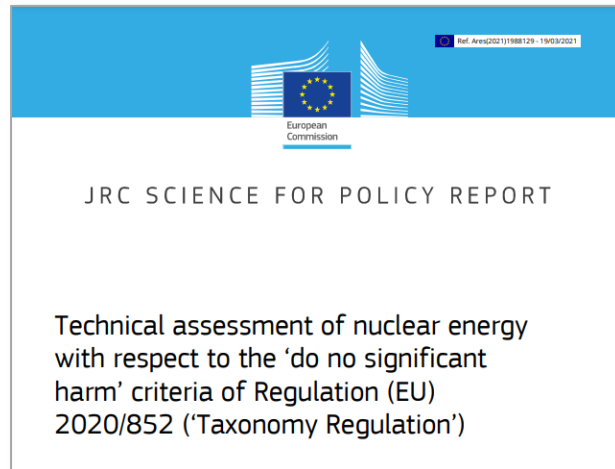 Ref. Ares(2021)1988129 - 19/03/2021
European
Commission
JRC SCIENCE FOR POLICY REPORT
Technical assessment of nuclear energy
with respect to the ‘do no significant
harm’ criteria of Regulation (EU)
2020/852 (‘Taxonomy Regulation’)